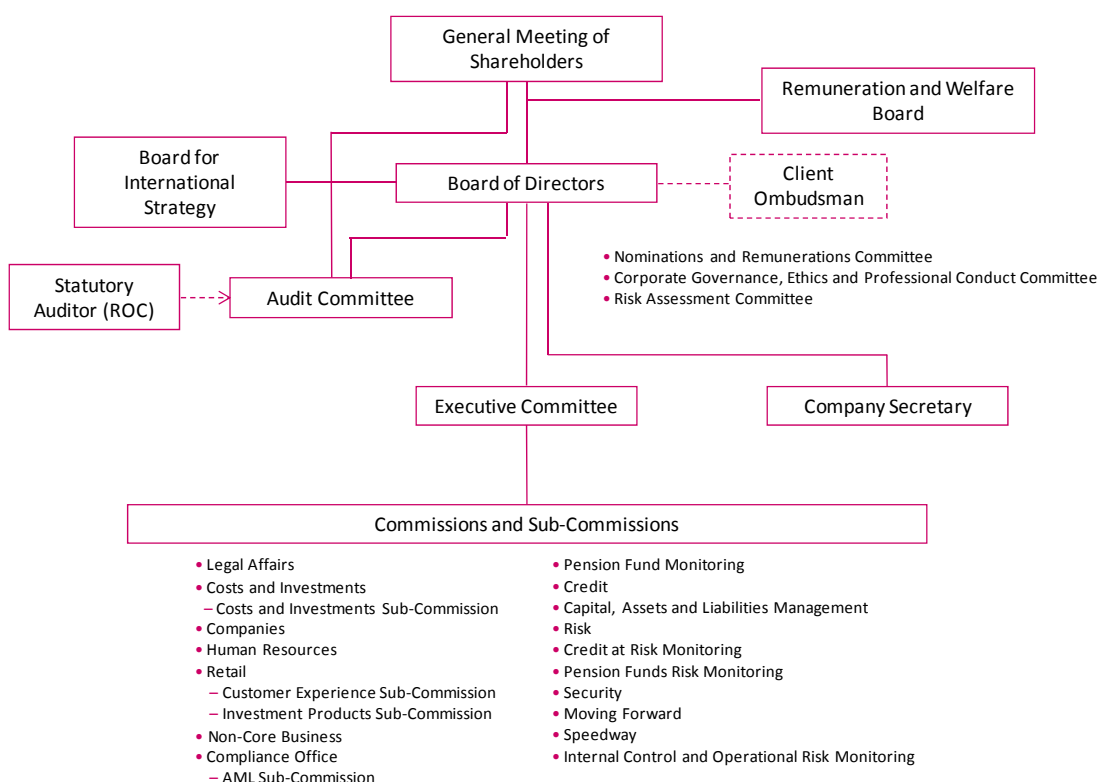 General Meeting of
Shareholders
Remuneration and Welfare
Board
Board for
International
Strategy
Board of Directors
Client
Ombudsman
• Nominations and Remunerations Committee
• Corporate Governance, Ethics and Professional Conduct Committee
• Risk Assessment Committee
Statutory
Auditor (ROC)
Audit Committee
Executive Committee
Company Secretary
Commissions and Sub-Commissions
• Legal Affairs
• Costs and Investments
– Costs and Investments Sub-Commission
• Companies
• Human Resources
• Retail
– Customer Experience Sub-Commission
– Investment Products Sub-Commission
• Non-Core Business
• Compliance Office
– AML Sub-Commission
• Pension Fund Monitoring
• Credit
• Capital, Assets and Liabilities Management
• Risk
• Credit at Risk Monitoring
• Pension Funds Risk Monitoring
• Security
• Moving Forward
• Speedway
• Internal Control and Operational Risk Monitoring